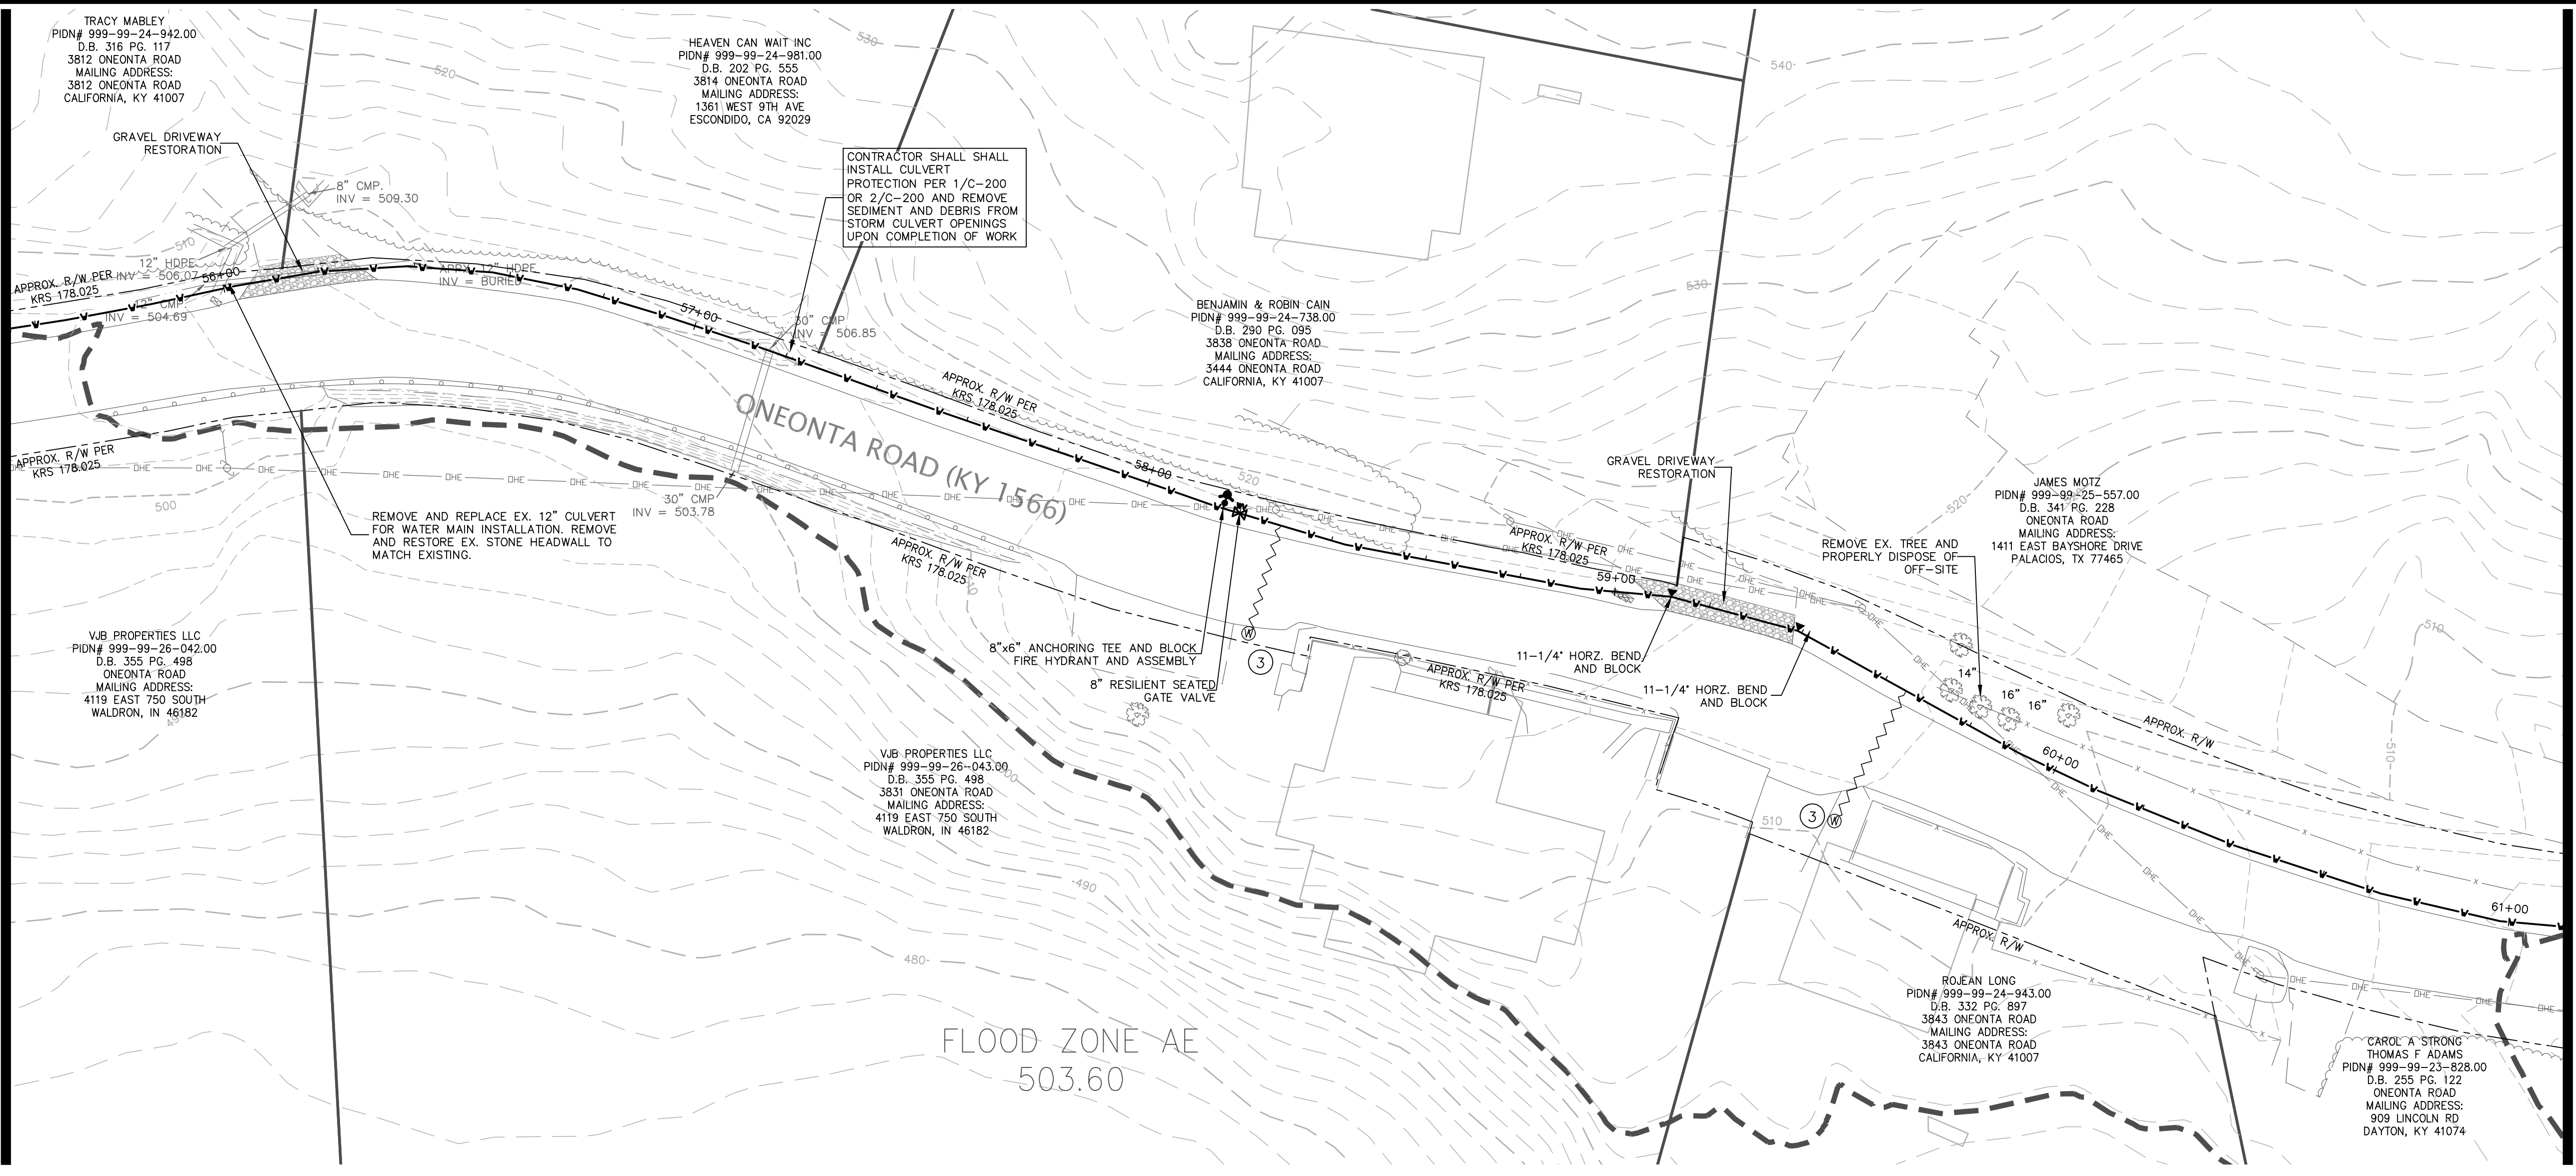 TRACY MABLEY
PIDN# 999-99-24-942.00
D.B. 316 PG. 117
3812 ONEONTA ROAD
MAILING ADDRESS:
3812 ONEONTA ROAD
CALIFORNIA, KY 41007
HEAVEN CAN WAIT INC
PIDN# 999-99-24-981.00
D.B. 202 PG. 555
3814 ONEONTA ROAD
MAILING ADDRESS:
1361 WEST 9TH AVE
ESCONDIDO, CA 92029
520
530
540
GRAVEL DRIVEWAY
RESTORATION
CONTRACTOR SHALL SHALL
INSTALL CULVERT
PROTECTION PER 1/C-200
OR 2/C-200 AND REMOVE
SEDIMENT AND DEBRIS FROM
STORM CULVERT OPENINGS
UPON COMPLETION OF WORK
8" CMP.
INV = 509.30
510
12" HDPE
INV = 506.07
56+00
APPROX. R/W PER
KRS 178.025
12" CMP.
INV = 504.69
APPX. 12" HDPE
INV = BURIED
57+00
30" CMP
INV = 506.85
530
BENJAMIN & ROBIN CAIN
PIDN# 999-99-24-738.00
D.B. 290 PG. 095
3838 ONEONTA ROAD
MAILING ADDRESS:
3444 ONEONTA ROAD
CALIFORNIA, KY 41007
APPROX. R/W PER
KRS 178.025
ONEONTA ROAD (KY 1566)
APPROX. R/W PER
KRS 178.025
OHE
58+00
520
500
30" CMP
INV = 503.78
REMOVE AND REPLACE EX. 12" CULVERT
FOR WATER MAIN INSTALLATION. REMOVE
AND RESTORE EX. STONE HEADWALL TO
MATCH EXISTING.
APPROX. R/W PER
KRS 178.025
GRAVEL DRIVEWAY
RESTORATION
APPROX. R/W PER
KRS 178.025
59+00
JAMES MOTZ
PIDN# 999-99-25-557.00
D.B. 341 PG. 228
ONEONTA ROAD
MAILING ADDRESS:
1411 EAST BAYSHORE DRIVE
PALACIOS, TX 77465
520
REMOVE EX. TREE AND
PROPERLY DISPOSE OF
OFF-SITE
510
VJB PROPERTIES LLC
PIDN# 999-99-26-042.00
D.B. 355 PG. 498
ONEONTA ROAD
MAILING ADDRESS:
4119 EAST 750 SOUTH
WALDRON, IN 46182
8"x6" ANCHORING TEE AND BLOCK
FIRE HYDRANT AND ASSEMBLY
8" RESILIENT SEATED
GATE VALVE
W
3
11-1/4° HORZ. BEND
AND BLOCK
11-1/4° HORZ. BEND
AND BLOCK
APPROX. R/W PER
KRS 178.025
14"
16"
16"
APPROX. R/W
510
60+00
VJB PROPERTIES LLC
PIDN# 999-99-26-043.00
D.B. 355 PG. 498
3831 ONEONTA ROAD
MAILING ADDRESS:
4119 EAST 750 SOUTH
WALDRON, IN 46182
3
W
510
490
480
61+00
APPROX. R/W
ROJEAN LONG
PIDN# 999-99-24-943.00
D.B. 332 PG. 897
3843 ONEONTA ROAD
MAILING ADDRESS:
3843 ONEONTA ROAD
CALIFORNIA, KY 41007
FLOOD ZONE AE
503.60
CAROL A STRONG
THOMAS F ADAMS
PIDN# 999-99-23-828.00
D.B. 255 PG. 122
ONEONTA ROAD
MAILING ADDRESS:
909 LINCOLN RD
DAYTON, KY 41074